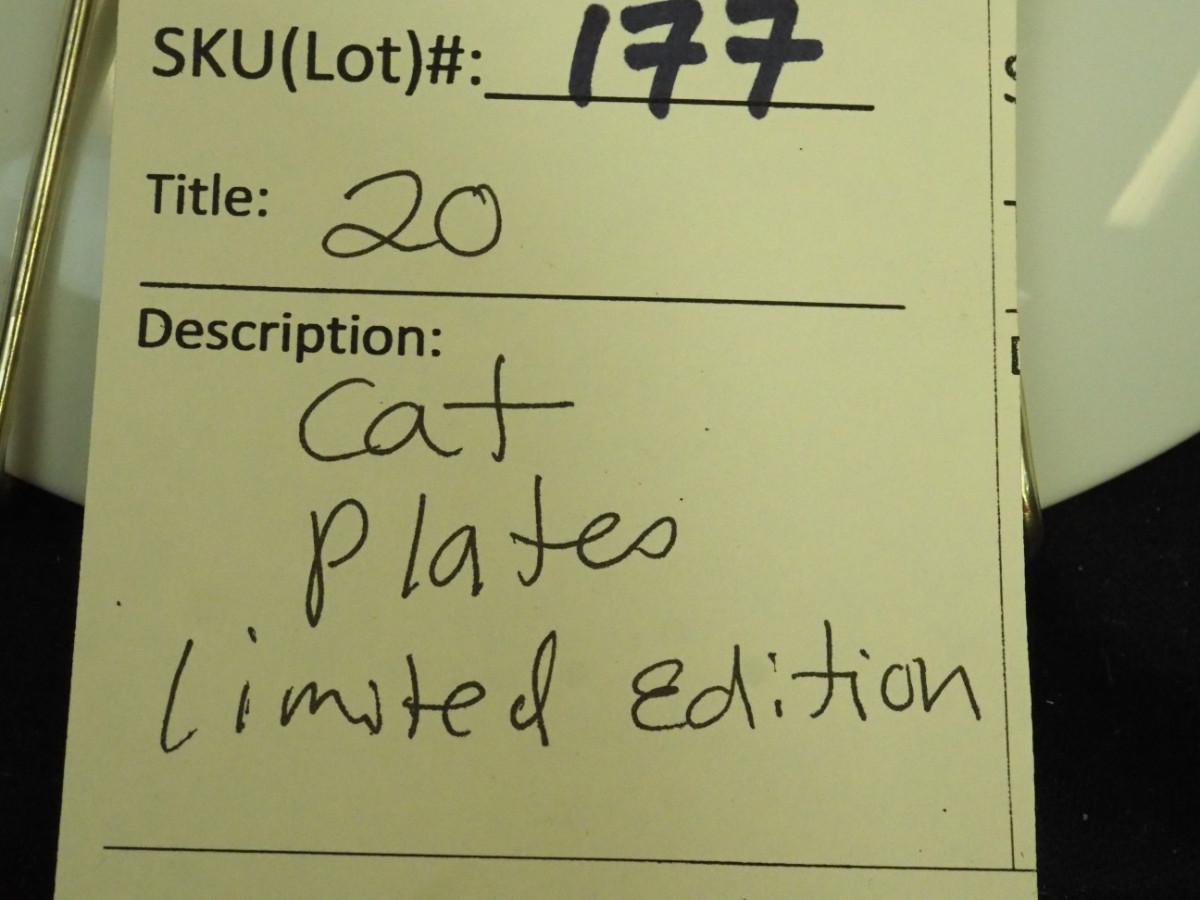 SKU(Lot)#: 177
Title: 20
Description:
Cat
Plates
Limited Edition